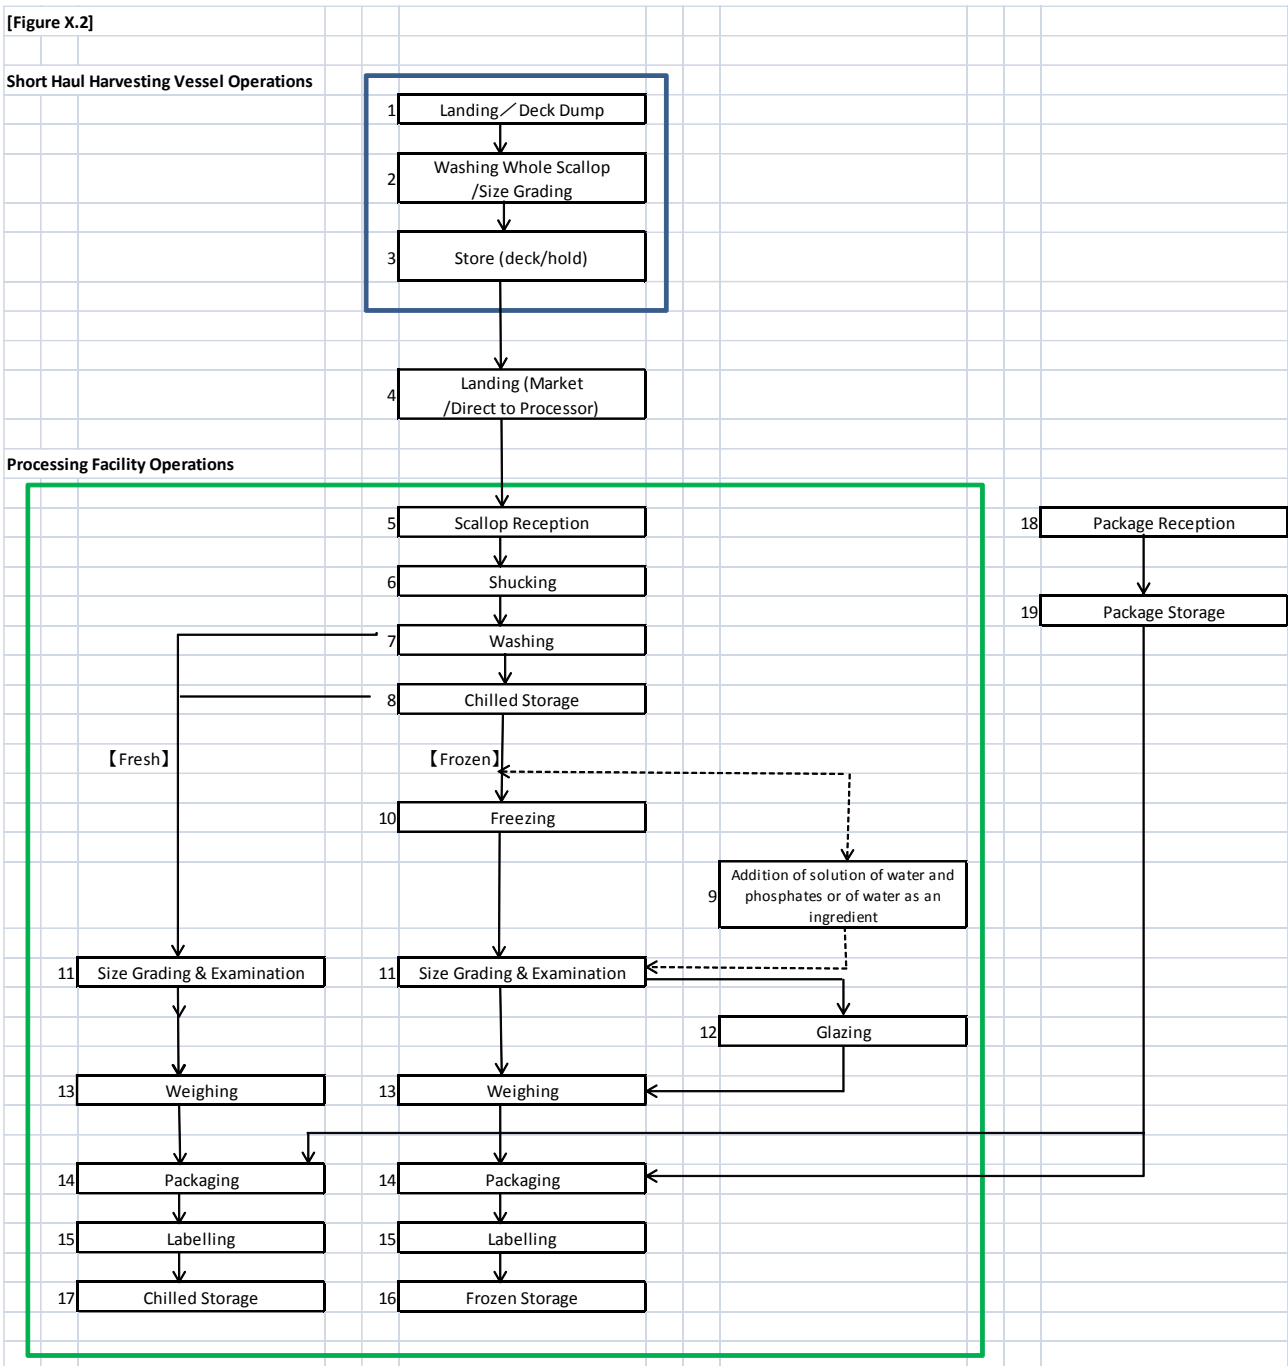 [Figure X.2]
Short Haul Harvesting Vessel Operations
1 Landing／Deck Dump
2 Washing Whole Scallop
/Size Grading
3 Store (deck/hold)
4 Landing (Market
/Direct to Processor)
Processing Facility Operations
5 Scallop Reception
18 Package Reception
6 Shucking
19 Package Storage
7 Washing
8 Chilled Storage
【Fresh】
【Frozen】
10 Freezing
9 Addition of solution of water and
phosphates or of water as an
ingredient
11 Size Grading & Examination
11 Size Grading & Examination
12 Glazing
13 Weighing
13 Weighing
14 Packaging
14 Packaging
15 Labelling
15 Labelling
17 Chilled Storage
16 Frozen Storage